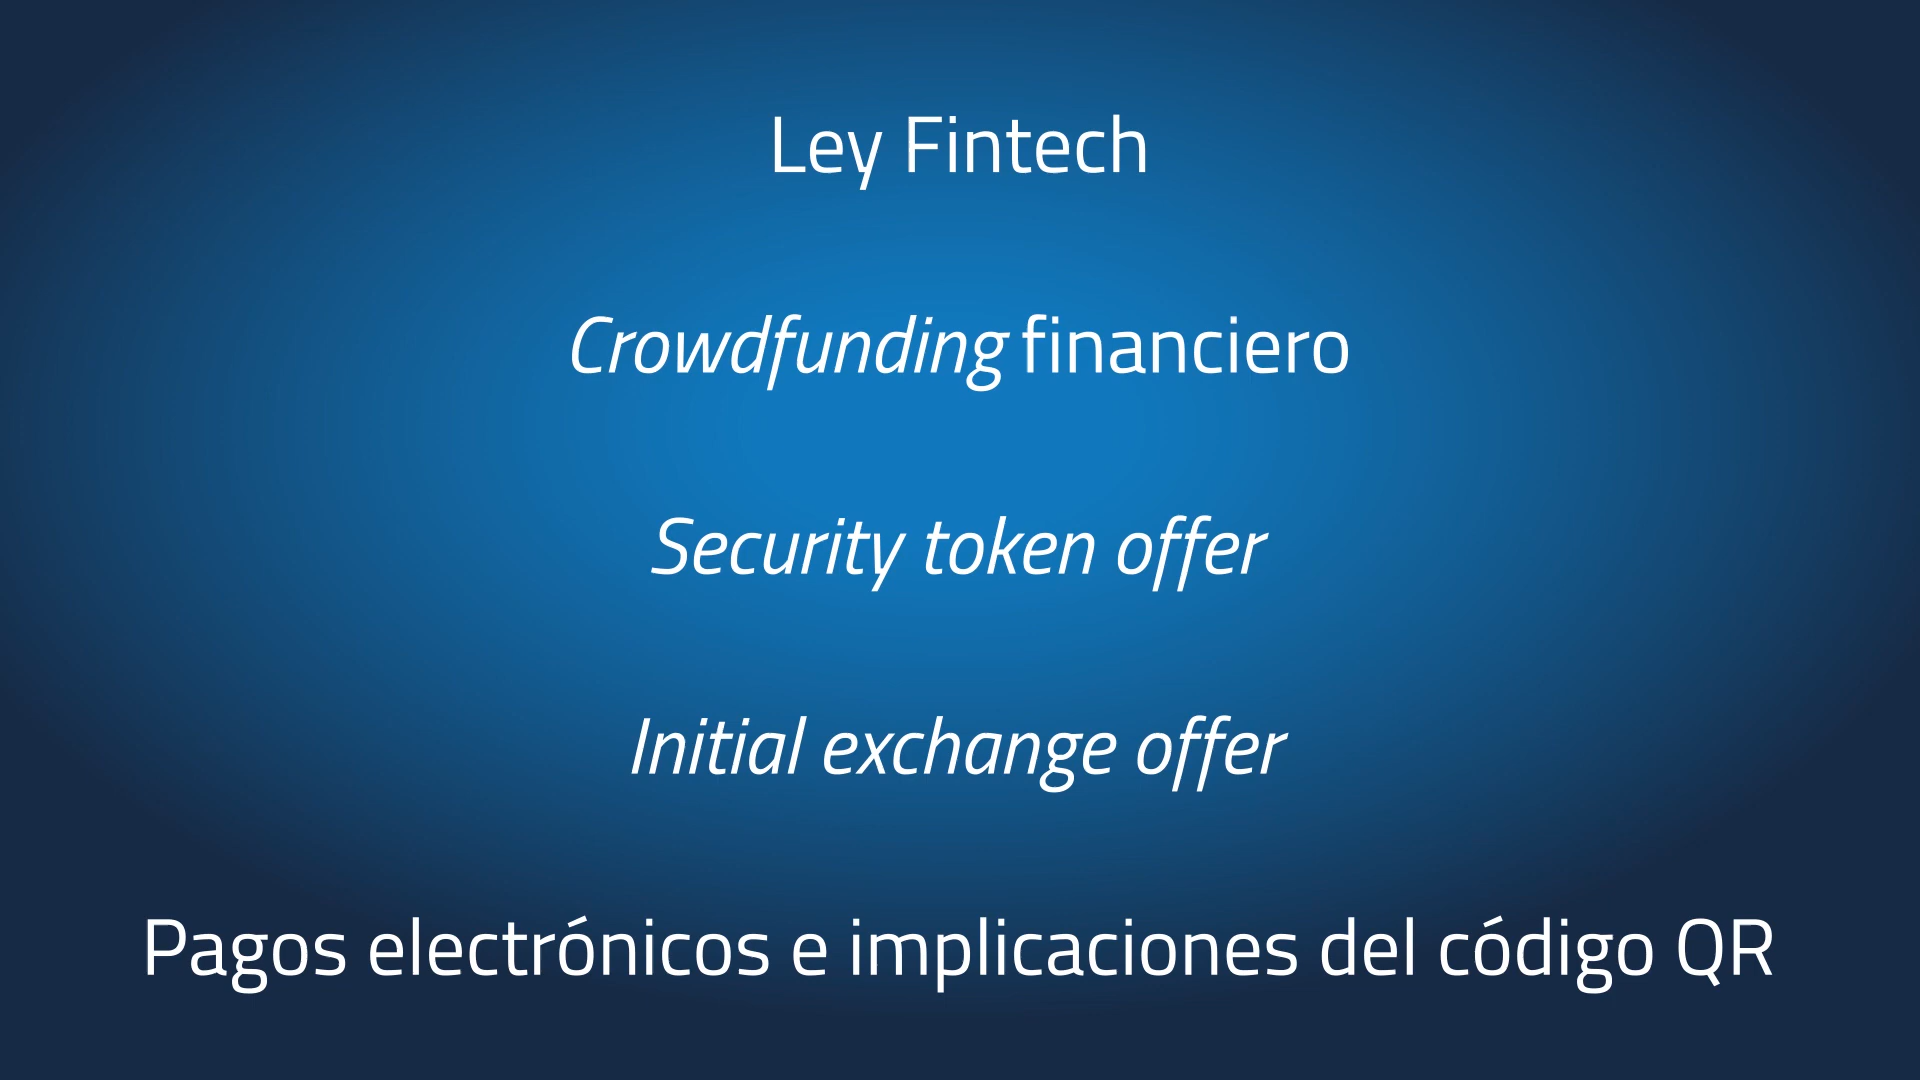 Ley Fintech
Crowdfunding financiero
Security token offer
Initial exchange offer
Pagos electrónicos e implicaciones del código QR